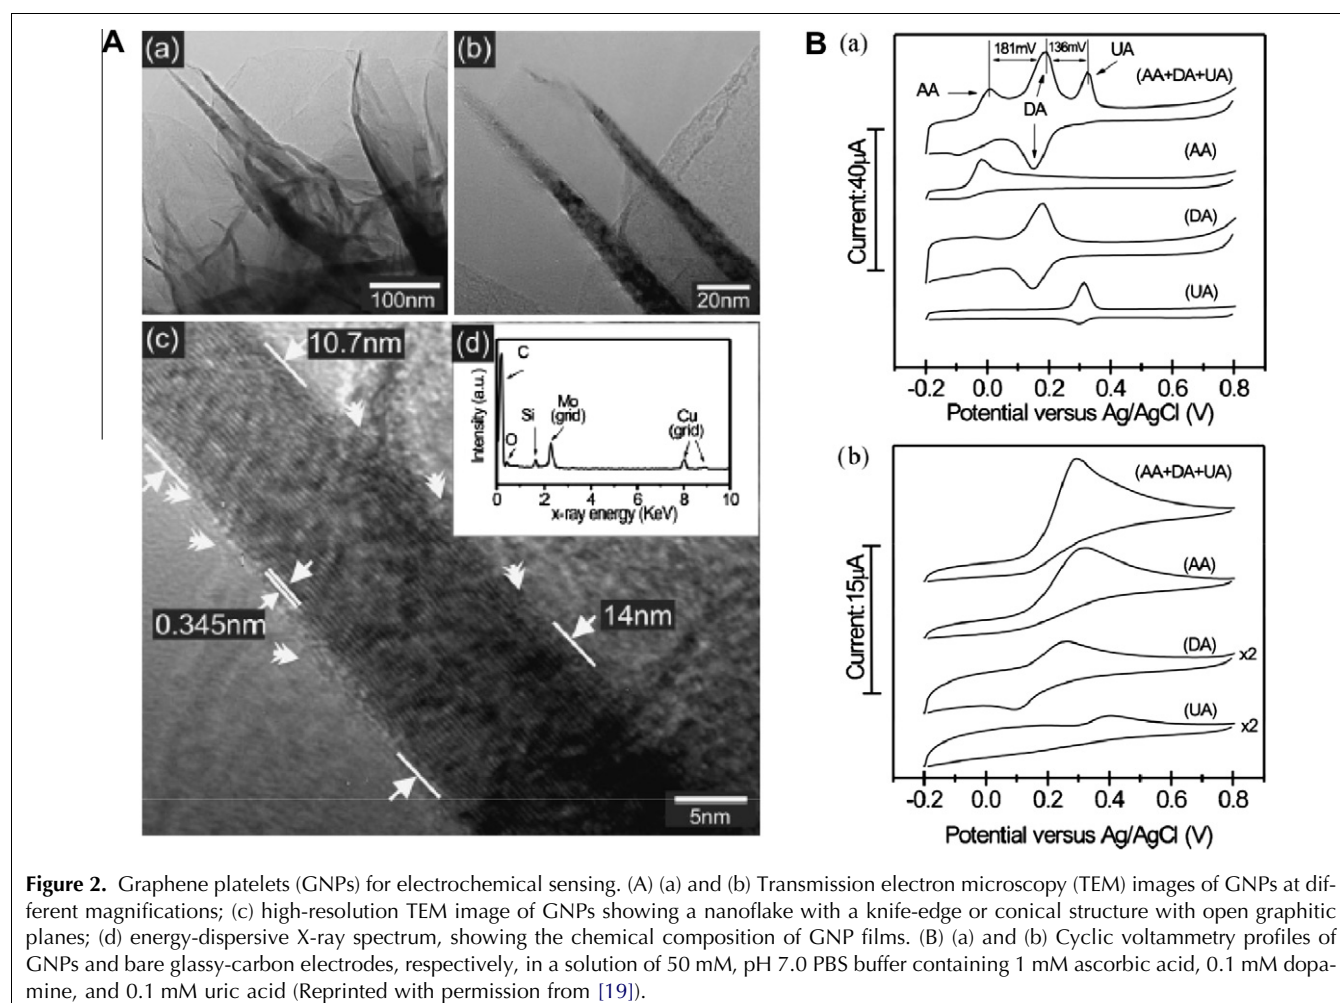 A
(a)
100nm
(b)
20nm
(c)
10.7nm
0.345nm
14nm
5nm
(d)
C
O
Si
Mo
(grid)
Cu
(grid)
Intensity (a.u.)
0 2 4 6 8 10
x-ray energy (KeV)
B
(a)
181mV
136mV
UA
(AA+DA+UA)
AA
DA
(AA)
(DA)
(UA)
Current:40μA
-0.2 0.0 0.2 0.4 0.6 0.8
Potential versus Ag/AgCl (V)
(b)
(AA+DA+UA)
(AA)
(DA)
x2
(UA)
x2
Current:15μA
-0.2 0.0 0.2 0.4 0.6 0.8
Potential versus Ag/AgCl (V)
Figure 2. Graphene platelets (GNPs) for electrochemical sensing. (A) (a) and (b) Transmission electron microscopy (TEM) images of GNPs at dif-
ferent magnifications; (c) high-resolution TEM image of GNPs showing a nanoflake with a knife-edge or conical structure with open graphitic
planes; (d) energy-dispersive X-ray spectrum, showing the chemical composition of GNP films. (B) (a) and (b) Cyclic voltammetry profiles of
GNPs and bare glassy-carbon electrodes, respectively, in a solution of 50 mM, pH 7.0 PBS buffer containing 1 mM ascorbic acid, 0.1 mM dopa-
mine, and 0.1 mM uric acid (Reprinted with permission from [19]).